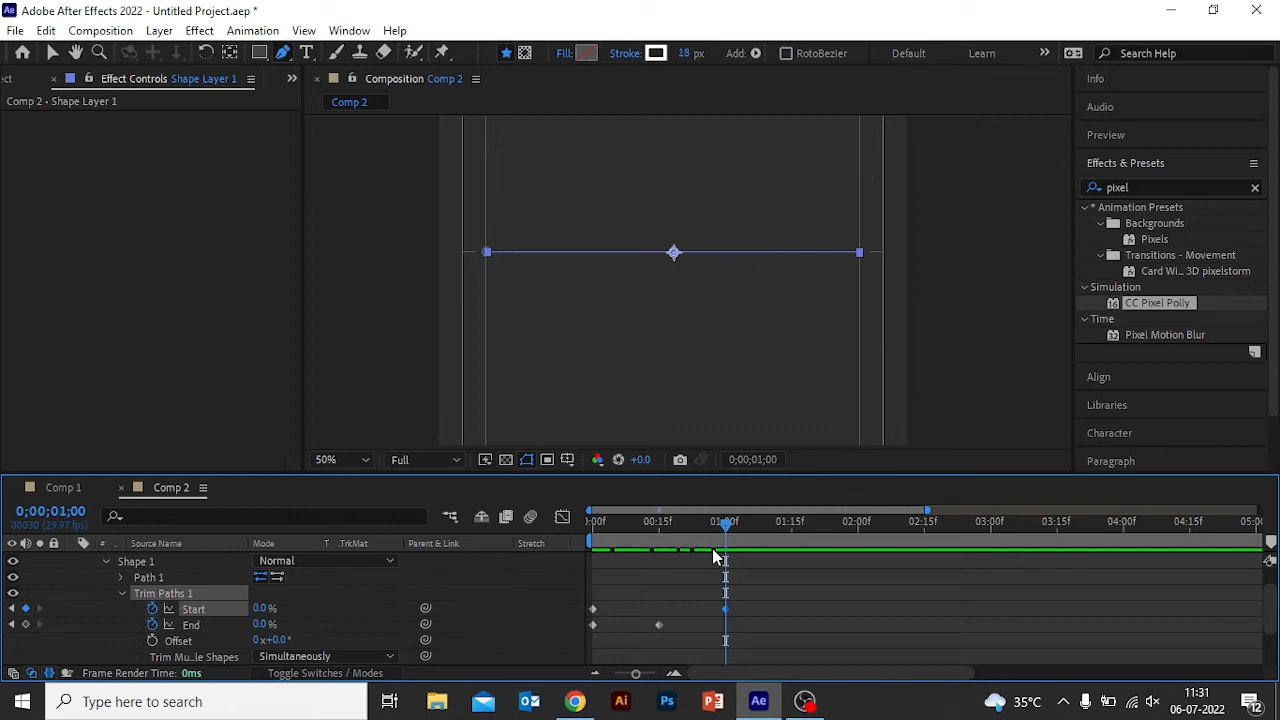 Adobe After Effects 2022 - Untitled Project.aep *
File Edit Composition Layer Effect Animation View Window Help
Fill: Stroke: 18 px Add: RotoBezier Default Learn Search Help
ect Effect Controls Shape Layer 1
Comp 2 • Shape Layer 1
Composition Comp 2
Comp 2
50% Full +0.0 0;00;01;00
Info
Audio
Preview
Effects & Presets
pixel
* Animation Presets
Backgrounds
Pixels
Transitions - Movement
Card Wi... 3D pixelstorm
Simulation
CC Pixel Polly
Time
Pixel Motion Blur
Align
Libraries
Character
Paragraph
Comp 1 Comp 2
0;00;01;00
00030 (29.97 fps)
:00f 00:15f 01:00f 01:15f 02:00f 02:15f 03:00f 03:15f 04:00f 04:15f 05:00
# Source Name Mode T .TrkMat Parent & Link Stretch
Shape 1 Normal
Path 1
Trim Paths 1
Start 0.0 %
End 0.0 %
Offset 0x+0.0°
Trim Mu...le Shapes Simultaneously
Frame Render Time: 0ms Toggle Switches / Modes
Type here to search
35°C
11:31
06-07-2022
12